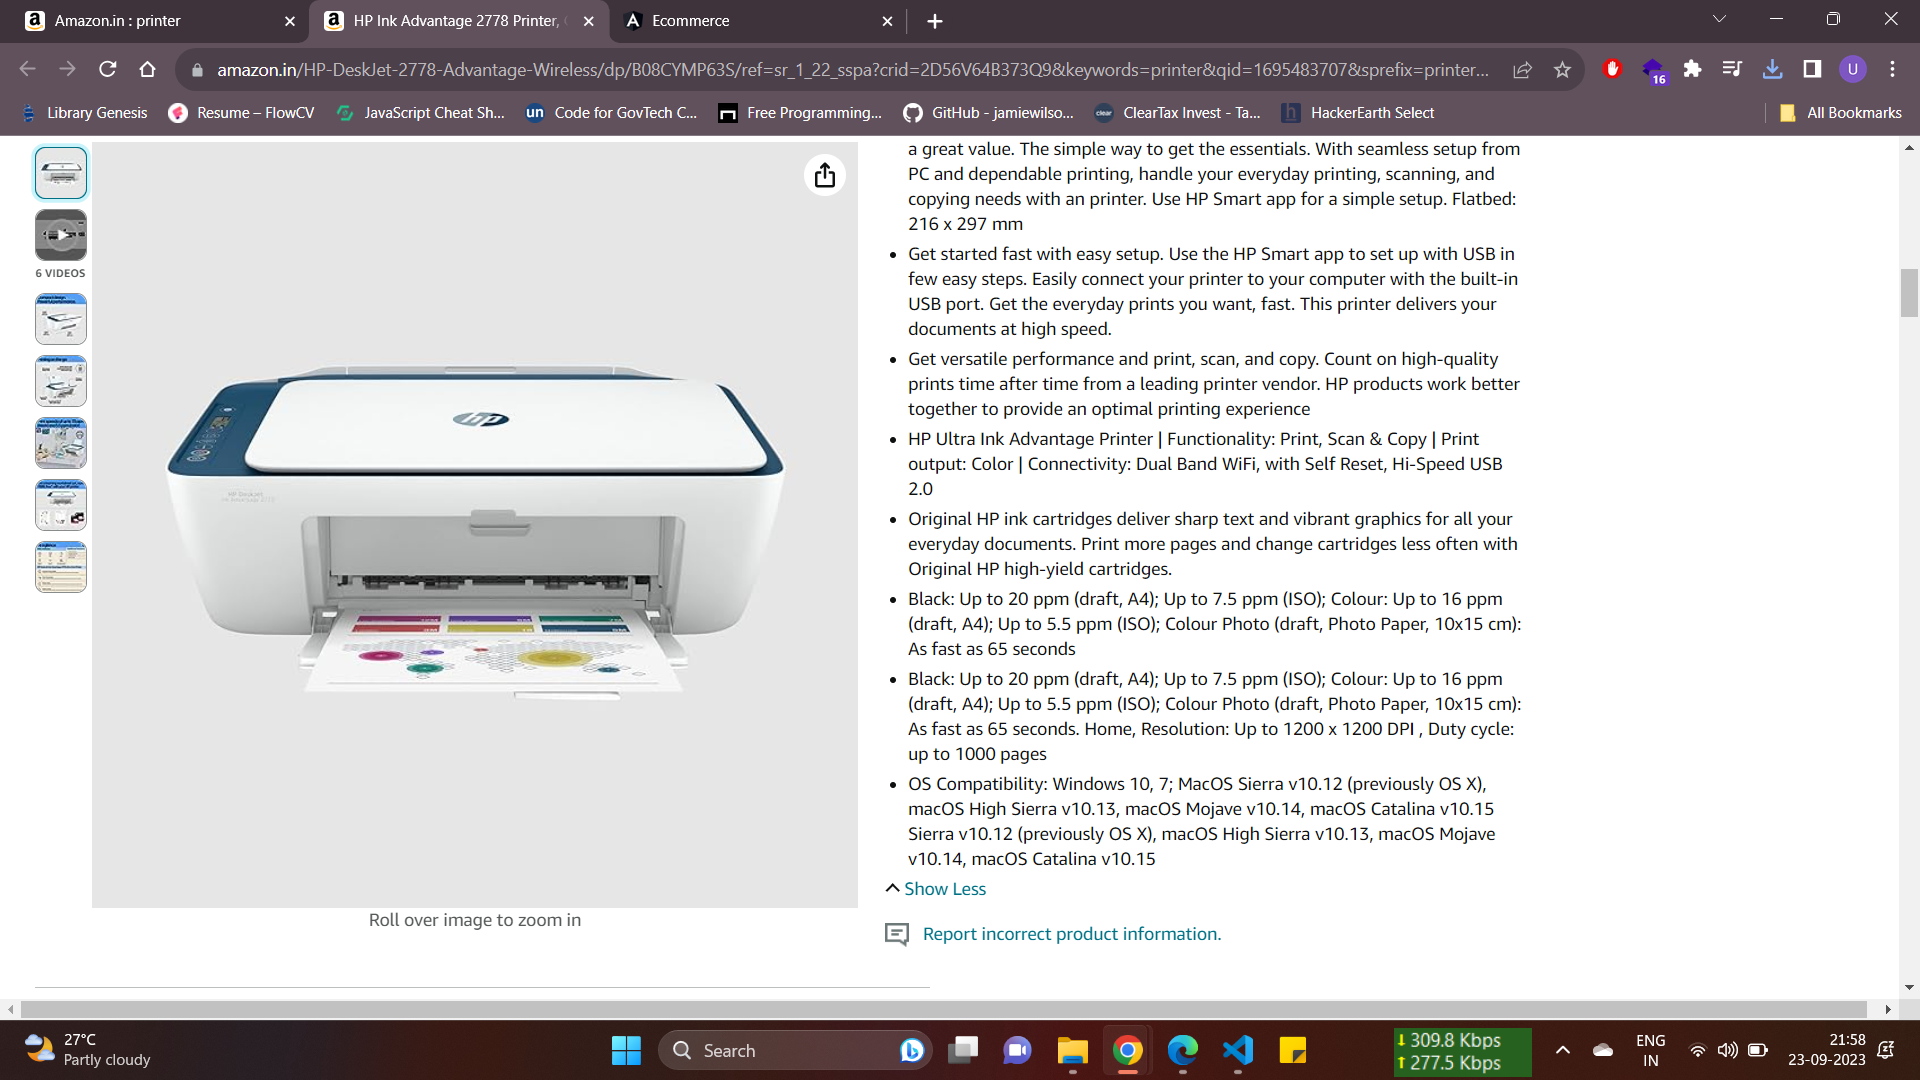 Amazon.in : printer
HP Ink Advantage 2778 Printer,
Ecommerce
amazon.in/HP-DeskJet-2778-Advantage-Wireless/dp/B08CYMP63S/ref=sr_1_22_sspa?crid=2D56V64B373Q9&keywords=printer&qid=1695483707&sprefix=printer...
16
U
Library Genesis
Resume – FlowCV
JavaScript Cheat Sh...
un
Code for GovTech C...
Free Programming...
GitHub - jamiewilso...
clear
ClearTax Invest - Ta...
h
HackerEarth Select
All Bookmarks
6 VIDEOS
hp
Roll over image to zoom in
a great value. The simple way to get the essentials. With seamless setup from
PC and dependable printing, handle your everyday printing, scanning, and
copying needs with an printer. Use HP Smart app for a simple setup. Flatbed:
216 x 297 mm
Get started fast with easy setup. Use the HP Smart app to set up with USB in
few easy steps. Easily connect your printer to your computer with the built-in
USB port. Get the everyday prints you want, fast. This printer delivers your
documents at high speed.
Get versatile performance and print, scan, and copy. Count on high-quality
prints time after time from a leading printer vendor. HP products work better
together to provide an optimal printing experience
HP Ultra Ink Advantage Printer | Functionality: Print, Scan & Copy | Print
output: Color | Connectivity: Dual Band WiFi, with Self Reset, Hi-Speed USB
2.0
Original HP ink cartridges deliver sharp text and vibrant graphics for all your
everyday documents. Print more pages and change cartridges less often with
Original HP high-yield cartridges.
Black: Up to 20 ppm (draft, A4); Up to 7.5 ppm (ISO); Colour: Up to 16 ppm
(draft, A4); Up to 5.5 ppm (ISO); Colour Photo (draft, Photo Paper, 10x15 cm):
As fast as 65 seconds
Black: Up to 20 ppm (draft, A4); Up to 7.5 ppm (ISO); Colour: Up to 16 ppm
(draft, A4); Up to 5.5 ppm (ISO); Colour Photo (draft, Photo Paper, 10x15 cm):
As fast as 65 seconds. Home, Resolution: Up to 1200 x 1200 DPI , Duty cycle:
up to 1000 pages
OS Compatibility: Windows 10, 7; MacOS Sierra v10.12 (previously OS X),
macOS High Sierra v10.13, macOS Mojave v10.14, macOS Catalina v10.15
Sierra v10.12 (previously OS X), macOS High Sierra v10.13, macOS Mojave
v10.14, macOS Catalina v10.15
Show Less
Report incorrect product information.
27°C
Partly cloudy
Search
309.8 Kbps
277.5 Kbps
ENG
IN
21:58
23-09-2023